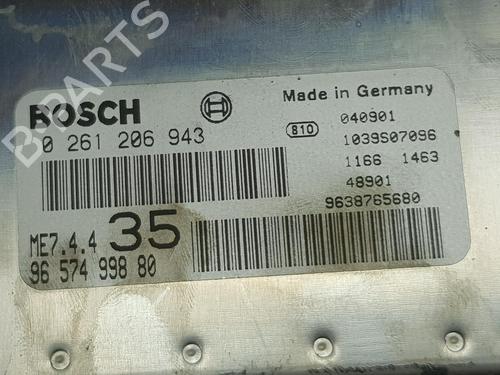 B-PARTS
BOSCH
Made in Germany
0 261 206 943
810
040901
1039S07096
1166 1463
48901
9638765680
ME7.4.4 35
96 574 998 80